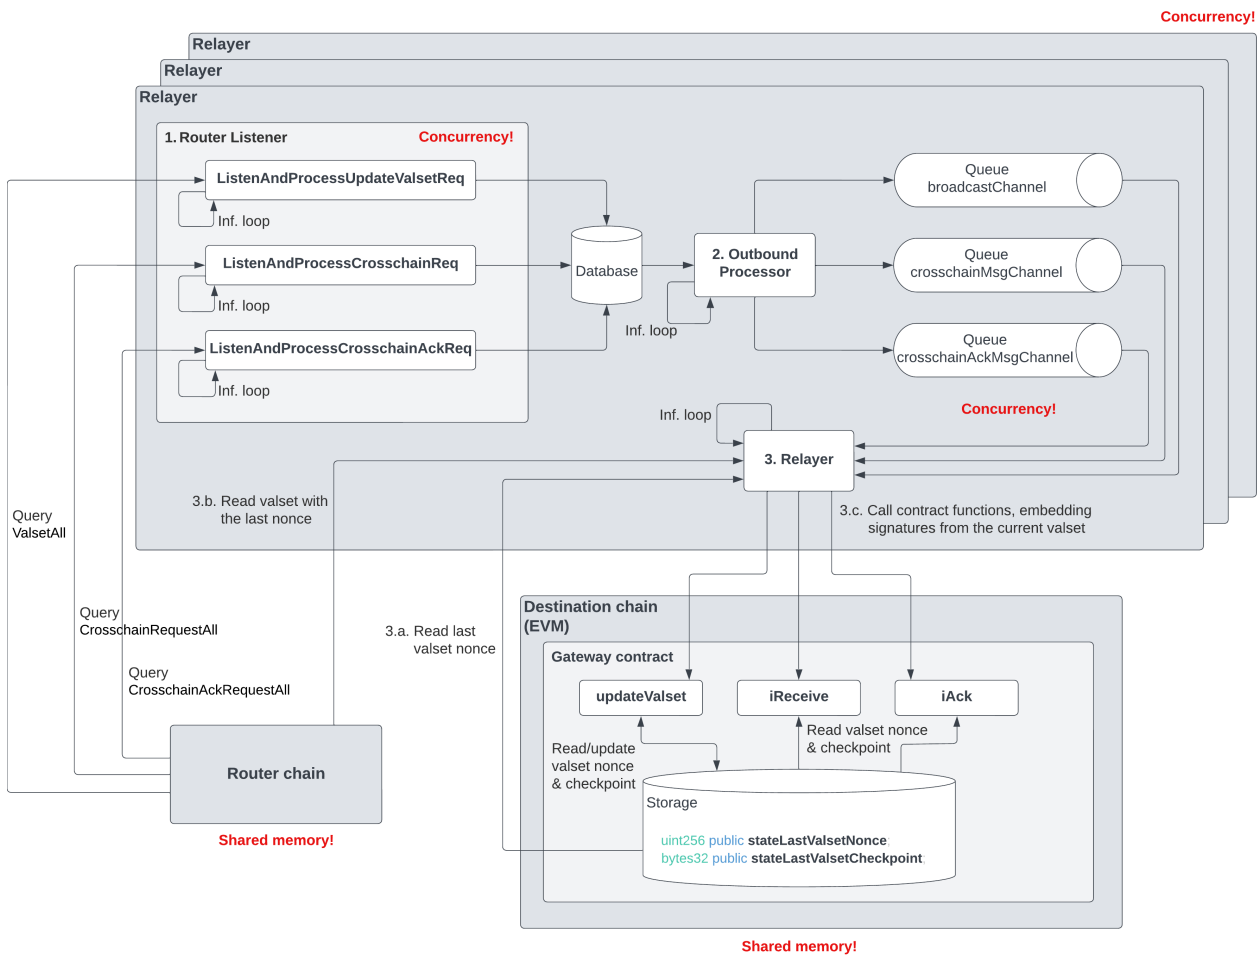 Concurrency!
Relayer
Relayer
Relayer
1. Router Listener
Concurrency!
ListenAndProcessUpdateValsetReq
Inf. loop
ListenAndProcessCrosschainReq
Inf. loop
ListenAndProcessCrosschainAckReq
Inf. loop
Database
2. Outbound
Processor
Inf. loop
Queue
broadcastChannel
Queue
crosschainMsgChannel
Queue
crosschainAckMsgChannel
Concurrency!
Inf. loop
3. Relayer
3.b. Read valset with
the last nonce
3.c. Call contract functions, embedding
signatures from the current valset
Query
ValsetAll
Query
CrosschainRequestAll
Query
CrosschainAckRequestAll
3.a. Read last
valset nonce
Router chain
Shared memory!
Destination chain
(EVM)
Gateway contract
updateValset
iReceive
iAck
Read/update
valset nonce
& checkpoint
Read valset nonce
& checkpoint
Storage
uint256 public stateLastValsetNonce;
bytes32 public stateLastValsetCheckpoint;
Shared memory!